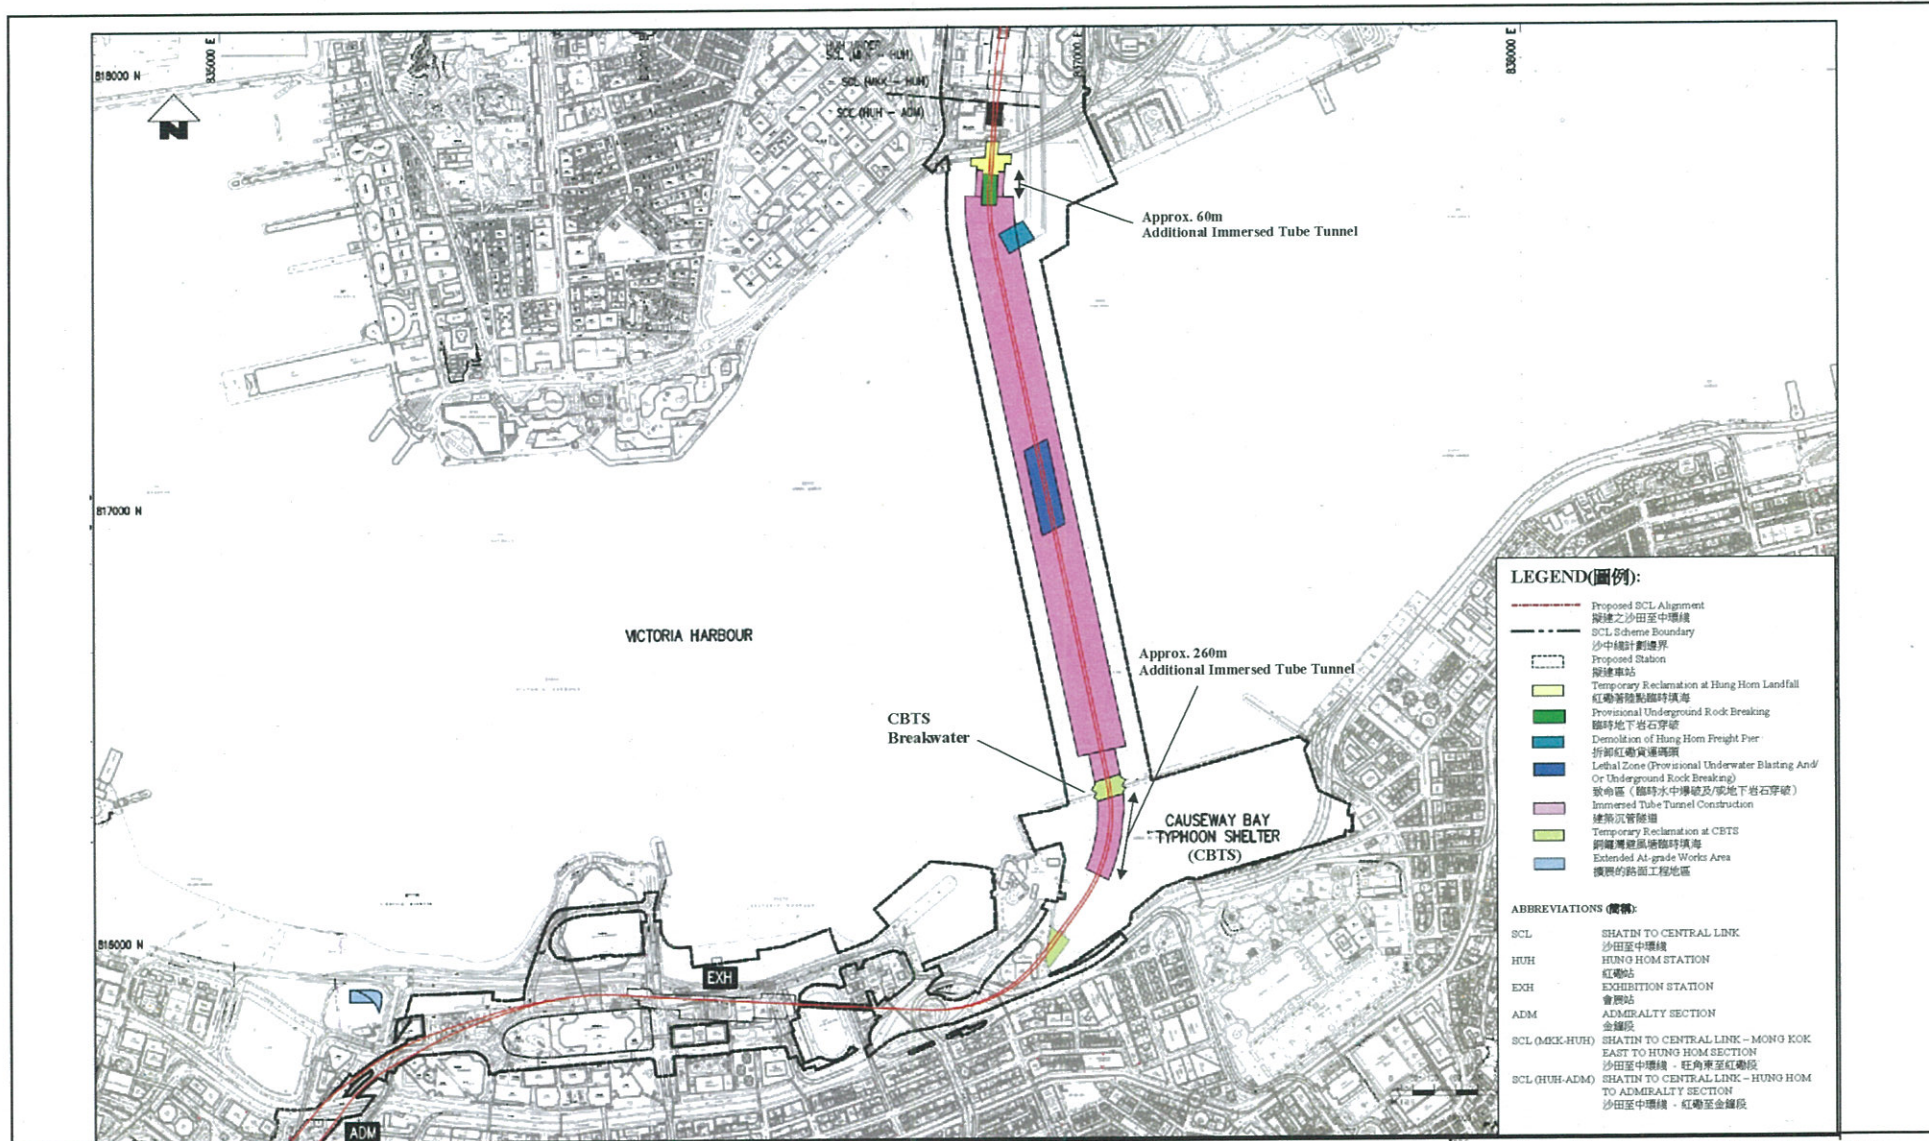 818000 N
835000 E
837000 E
838000 E
SCL (MKK - HUH)
SCL (MKK - HUH)
SCL (HUH - ADM)
N
Approx. 60m
Additional Immersed Tube Tunnel
817000 N
VICTORIA HARBOUR
Approx. 260m
Additional Immersed Tube Tunnel
CBTS
Breakwater
CAUSEWAY BAY
TYPHOON SHELTER
(CBTS)
816000 N
EXH
ADM
LEGEND(圖例):
Proposed SCL Alignment
擬建之沙田至中環綫
SCL Scheme Boundary
沙中綫計劃邊界
Proposed Station
擬建車站
Temporary Reclamation at Hung Hom Landfall
紅磡著陸點臨時填海
Provisional Underground Rock Breaking
臨時地下岩石穿破
Demolition of Hung Hom Freight Pier
折卸紅磡貨運碼頭
Lethal Zone (Provisional Underwater Blasting And/
Or Underground Rock Breaking)
致命區（臨時水中爆破及/或地下岩石穿破）
Immersed Tube Tunnel Construction
建築沉管隧道
Temporary Reclamation at CBTS
銅鑼灣避風塘臨時填海
Extended At-grade Works Area
擴展的路面工程地區
ABBREVIATIONS (簡稱):
SCL SHATIN TO CENTRAL LINK
沙田至中環綫
HUH HUNG HOM STATION
紅磡站
EXH EXHIBITION STATION
會展站
ADM ADMIRALTY SECTION
金鐘段
SCL (MKK-HUH) SHATIN TO CENTRAL LINK – MONG KOK
EAST TO HUNG HOM SECTION
沙田至中環綫 - 旺角東至紅磡段
SCL (HUH-ADM) SHATIN TO CENTRAL LINK – HUNG HOM
TO ADMIRALTY SECTION
沙田至中環綫 - 紅磡至金鐘段